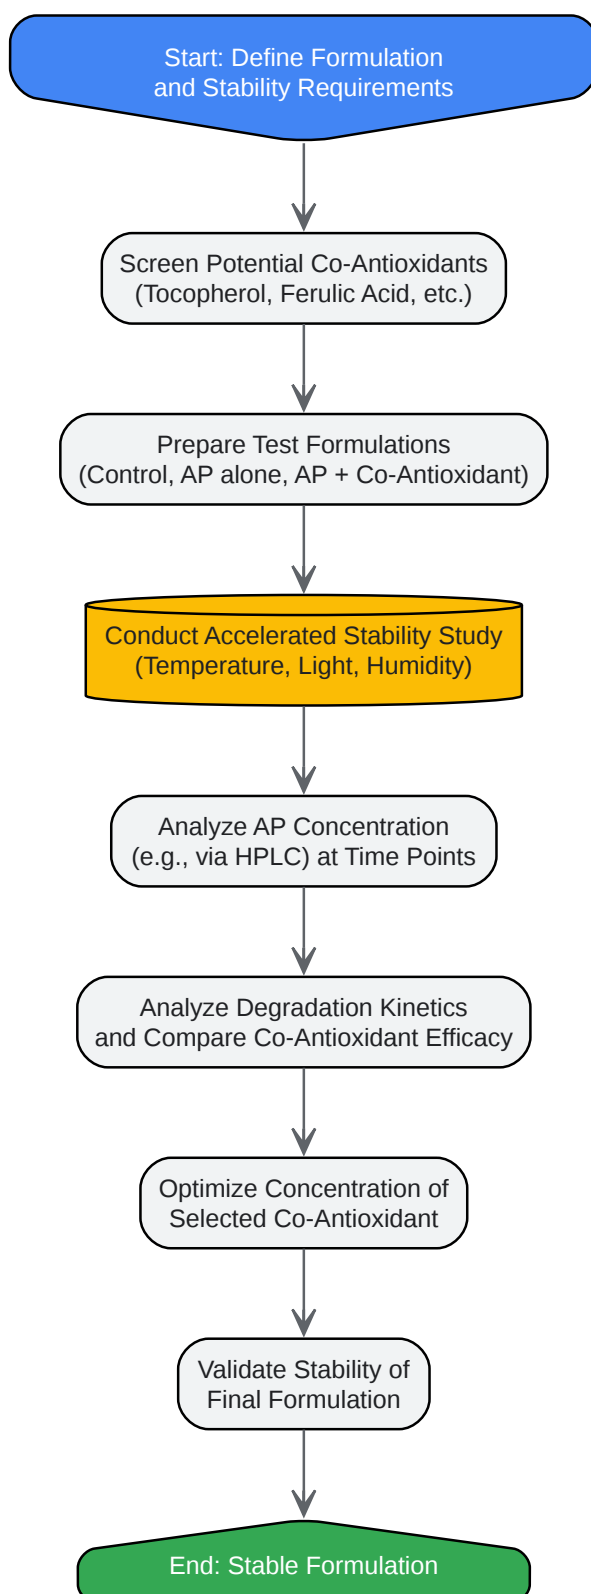 Start: Define Formulation
and Stability Requirements
Screen Potential Co-Antioxidants
(Tocopherol, Ferulic Acid, etc.)
Prepare Test Formulations
(Control, AP alone, AP + Co-Antioxidant)
Conduct Accelerated Stability Study
(Temperature, Light, Humidity)
Analyze AP Concentration
(e.g., via HPLC) at Time Points
Analyze Degradation Kinetics
and Compare Co-Antioxidant Efficacy
Optimize Concentration of
Selected Co-Antioxidant
Validate Stability of
Final Formulation
End: Stable Formulation